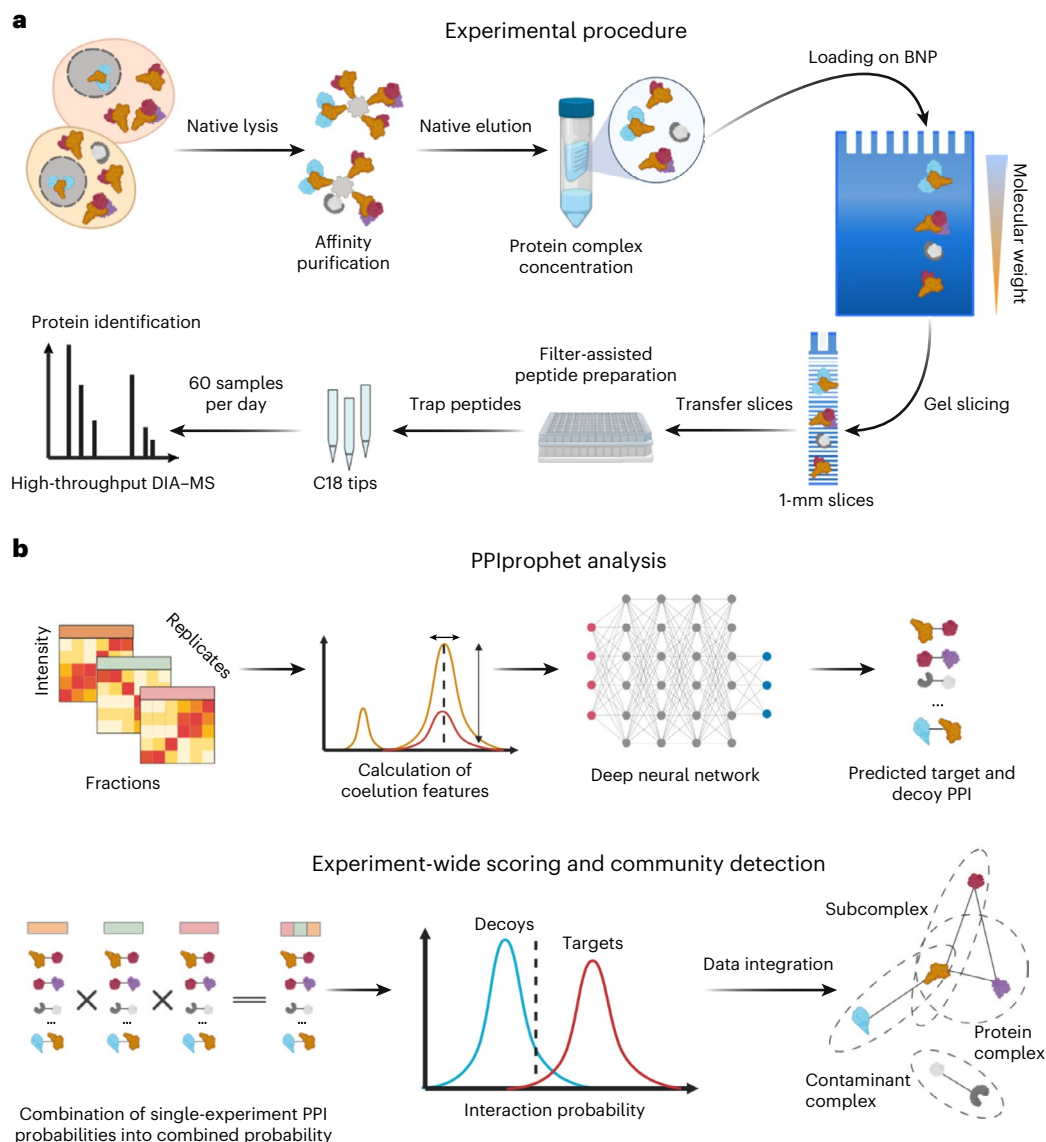 a
Experimental procedure
Loading on BNP
Native lysis
Native elution
Affinity
purification
Protein complex
concentration
Molecular weight
Protein identification
60 samples
per day
Trap peptides
Filter-assisted
peptide preparation
Transfer slices
Gel slicing
High-throughput DIA–MS
C18 tips
1-mm slices
b
PPIprophet analysis
Intensity
Replicates
Fractions
Calculation of
coelution features
Deep neural network
...
Predicted target and
decoy PPI
Experiment-wide scoring and community detection
Decoys
Targets
Data integration
Subcomplex
Protein
complex
Contaminant
complex
... ... ... ...
Combination of single-experiment PPI
probabilities into combined probability
Interaction probability